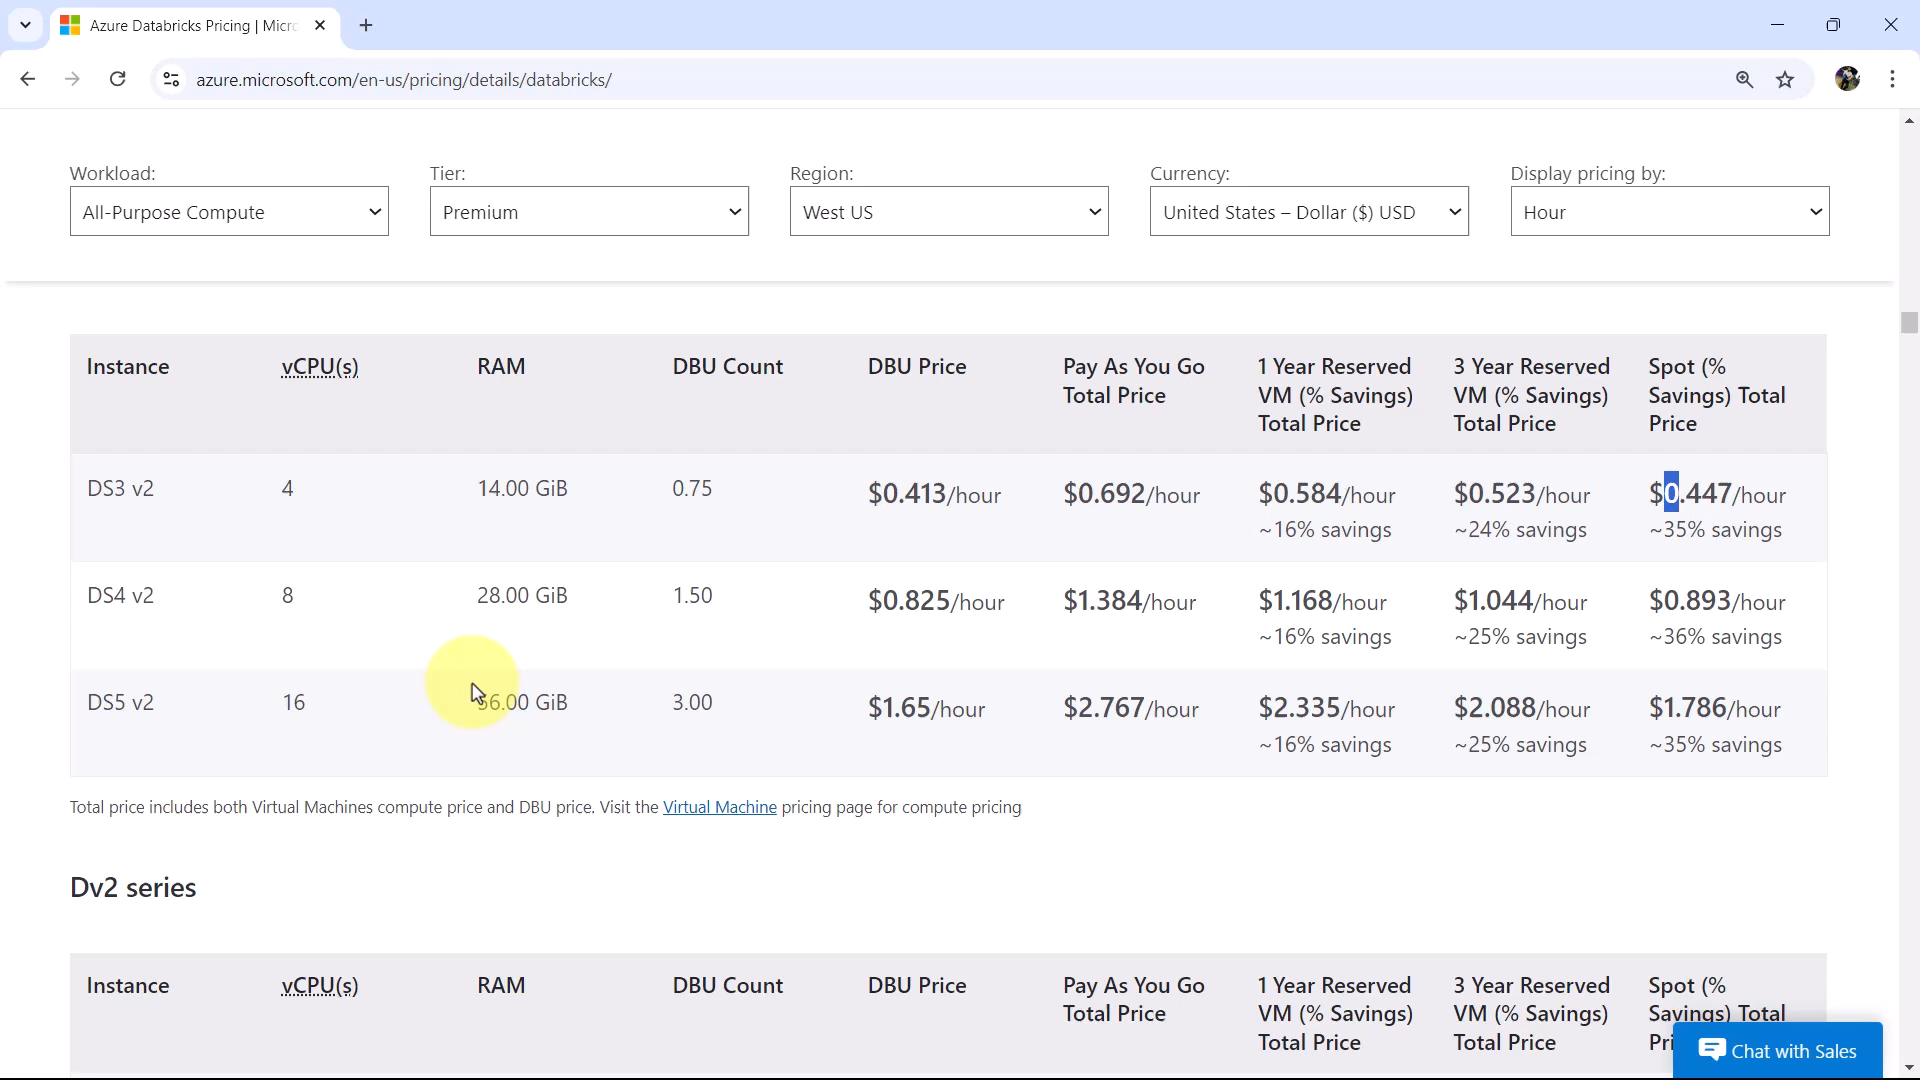 Azure Databricks Pricing | Micro
azure.microsoft.com/en-us/pricing/details/databricks/
Workload: Tier: Region: Currency: Display pricing by:
All-Purpose Compute Premium West US United States – Dollar ($) USD Hour
Instance vCPU(s) RAM DBU Count DBU Price Pay As You Go 1 Year Reserved 3 Year Reserved Spot (%
Total Price VM (% Savings) VM (% Savings) Savings) Total
Total Price Total Price Price
DS3 v2 4 14.00 GiB 0.75 $0.413/hour $0.692/hour $0.584/hour $0.523/hour $0.447/hour
~16% savings ~24% savings ~35% savings
DS4 v2 8 28.00 GiB 1.50 $0.825/hour $1.384/hour $1.168/hour $1.044/hour $0.893/hour
~16% savings ~25% savings ~36% savings
DS5 v2 16 56.00 GiB 3.00 $1.65/hour $2.767/hour $2.335/hour $2.088/hour $1.786/hour
~16% savings ~25% savings ~35% savings
Total price includes both Virtual Machines compute price and DBU price. Visit the Virtual Machine pricing page for compute pricing
Dv2 series
Instance vCPU(s) RAM DBU Count DBU Price Pay As You Go 1 Year Reserved 3 Year Reserved Spot (%
Total Price VM (% Savings) VM (% Savings) Savings) Total
Total Price Total Price Pri
Chat with Sales